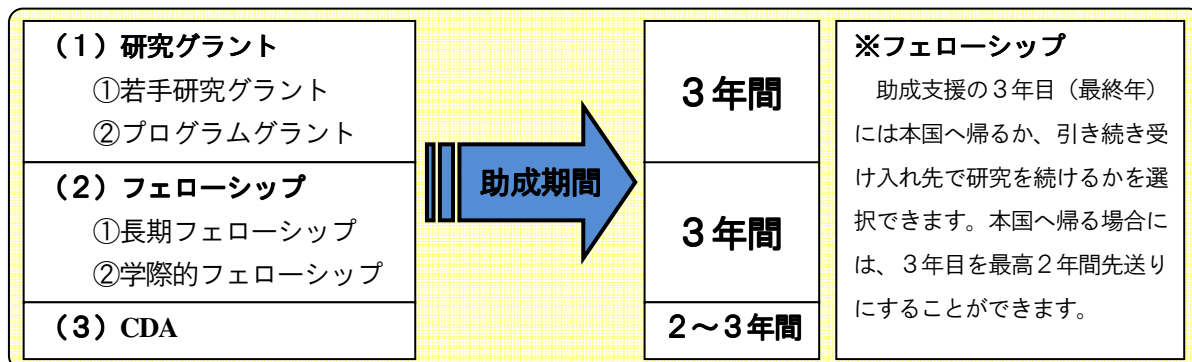 （１）研究グラント
①若手研究グラント
②プログラムグラント
（２）フェローシップ
①長期フェローシップ
②学際的フェローシップ
（３）CDA
助成期間
３年間
３年間
２～３年間
※フェローシップ
助成支援の３年目（最終年）
には本国へ帰るか、引き続き受
け入れ先で研究を続けるかを選
択できます。本国へ帰る場合に
は、３年目を最高２年間先送り
にすることができます。